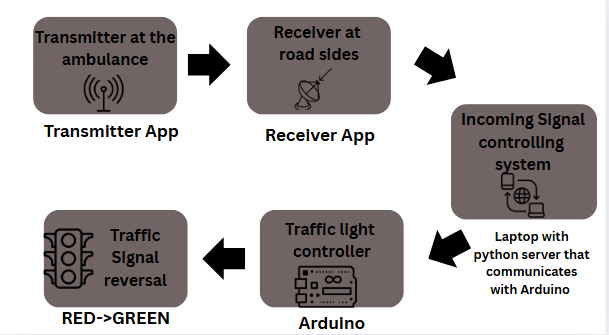 Transmitter at the
ambulance
Transmitter App
Receiver at
road sides
Receiver App
Incoming Signal
controlling
system
Laptop with
python server that
communicates
with Arduino
Traffic light
controller
Arduino
Traffic
Signal
reversal
RED->GREEN